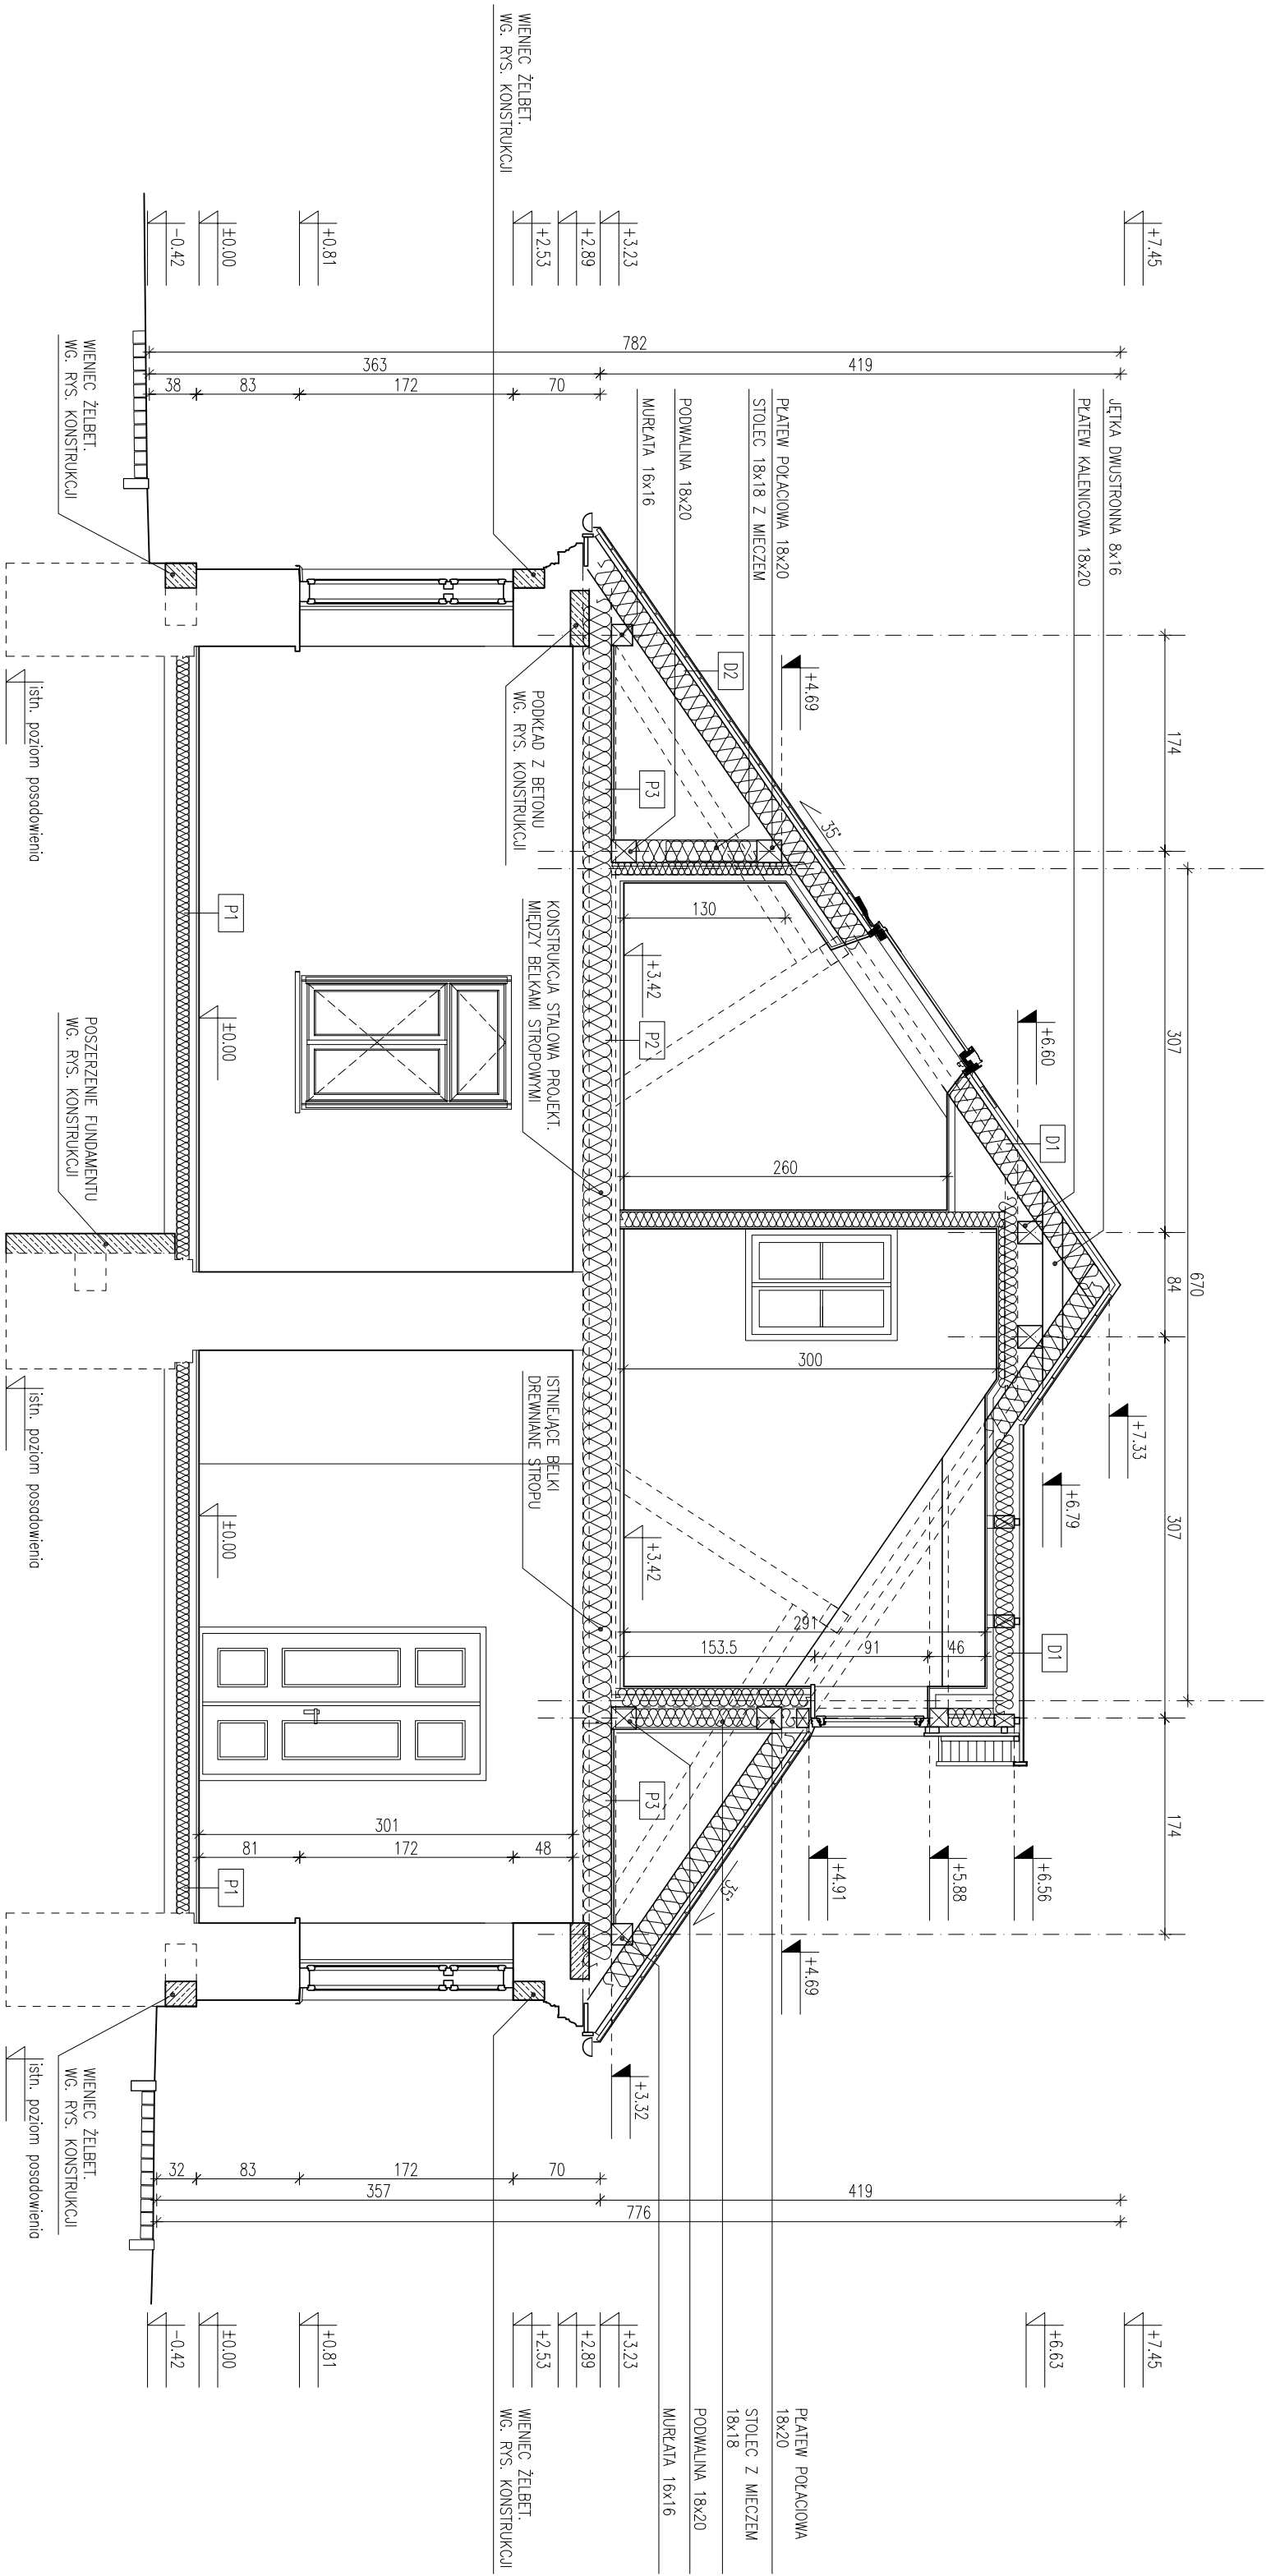 WIENIEC ŻELBET.
WG. RYS. KONSTRUKCJI
+7.45
+3.23
+2.89
+2.53
+0.81
±0.00
-0.42
782
419
363
70
172
83
38
JĘTKA DWUSTRONNA 8x16
PŁATEW KALENICOWA 18x20
PŁATEW POŁACIOWA 18x20
STOLEC 18x18 Z MIECZEM
PODWALINA 18x20
MURŁATA 16x16
WIENIEC ŻELBET.
WG. RYS. KONSTRUKCJI
174
307
84
307
174
670
+4.69
D2
P3
35°
PODKŁAD Z BETONU
WG. RYS. KONSTRUKCJI
istn. poziom posadowienia
130
+3.42
+6.60
D1
P2
KONSTRUKCJA STALOWA PROJEKT.
MIĘDZY BELKAMI STROPOWYMI
P1
±0.00
POSZERZENIE FUNDAMENTU
WG. RYS. KONSTRUKCJI
260
300
+7.33
+6.79
ISTNIEJĄCE BELKI
DREWNIANE STROPU
istn. poziom posadowienia
+3.42
±0.00
291
153.5
91
46
D1
P3
301
81
172
48
P1
35°
+6.56
+5.88
+4.91
+4.69
+3.32
istn. poziom posadowienia
WIENIEC ŻELBET.
WG. RYS. KONSTRUKCJI
32
83
172
70
357
419
776
+7.45
+6.63
+3.23
+2.89
+2.53
+0.81
±0.00
-0.42
PŁATEW POŁACIOWA
18x20
STOLEC Z MIECZEM
18x18
PODWALINA 18x20
MURŁATA 16x16
WIENIEC ŻELBET.
WG. RYS. KONSTRUKCJI